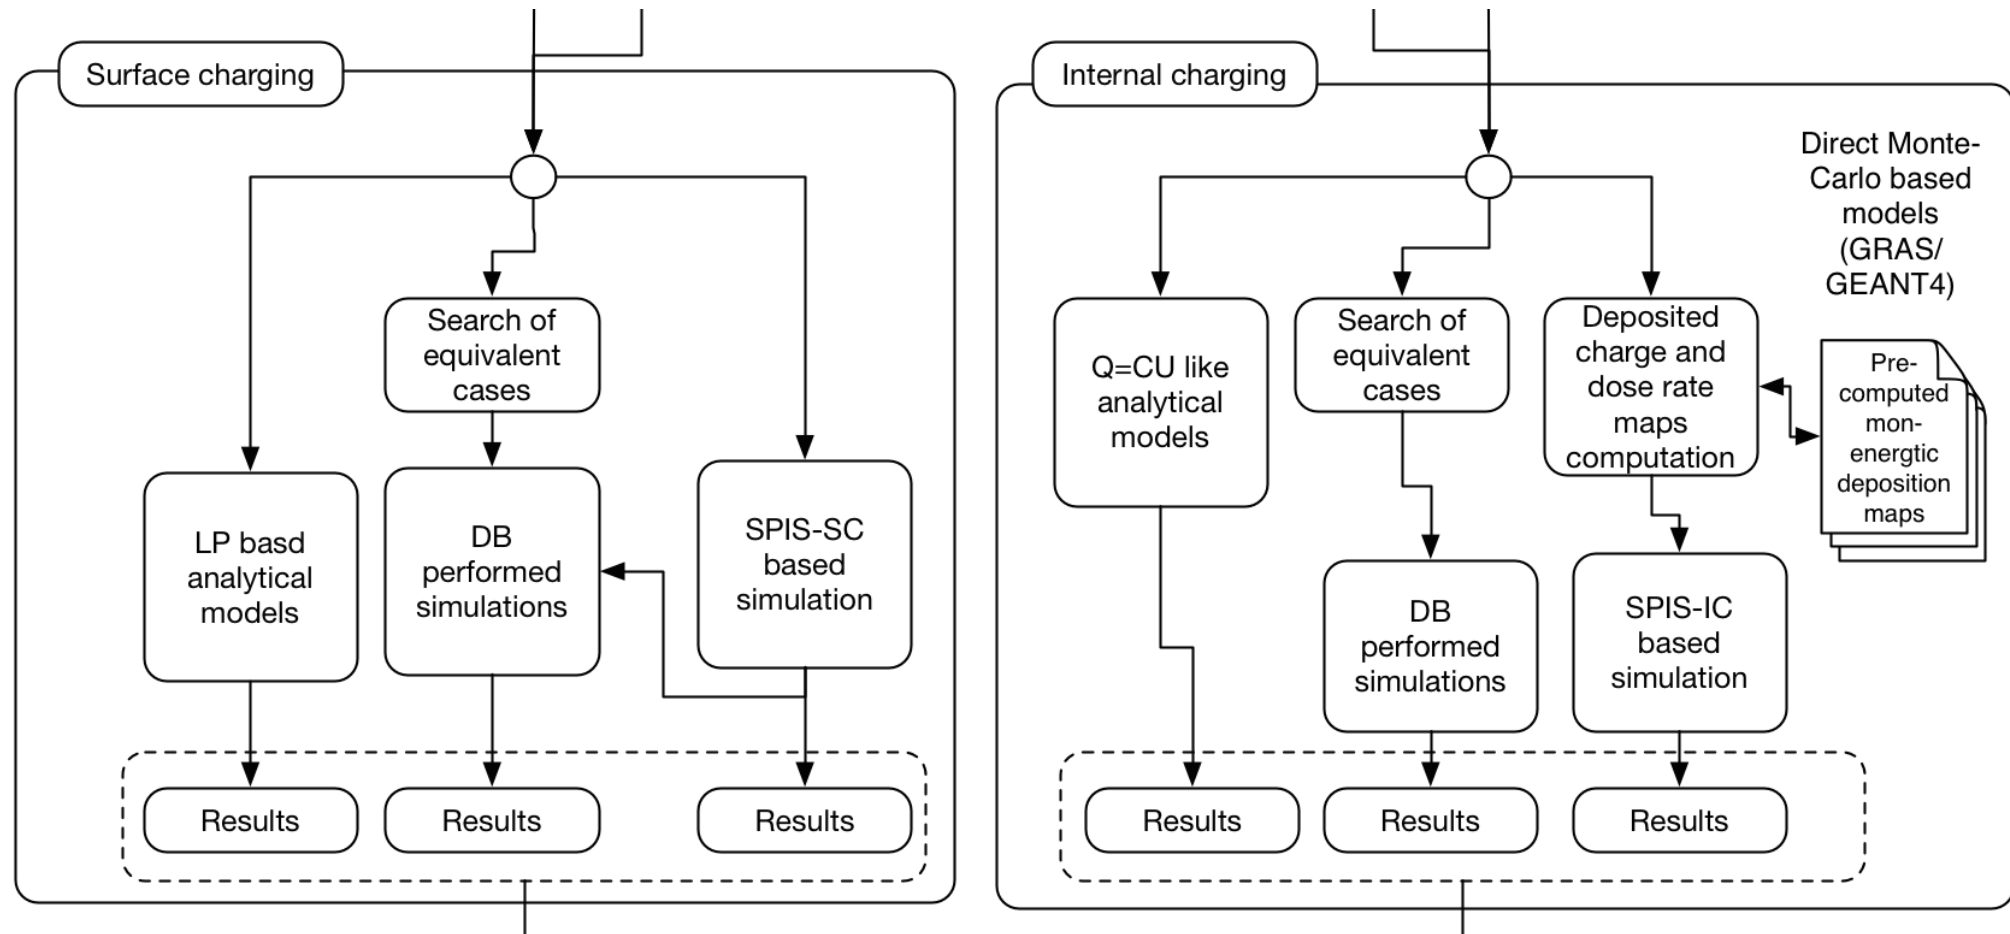 Surface charging
Search of
equivalent
cases
LP basd
analytical
models
DB
performed
simulations
SPIS-SC
based
simulation
Results
Results
Results
Internal charging
Direct Monte-
Carlo based
models
(GRAS/
GEANT4)
Q=CU like
analytical
models
Search of
equivalent
cases
Deposited
charge and
dose rate
maps
computation
Pre-
computed
mon-
energtic
deposition
maps
DB
performed
simulations
SPIS-IC
based
simulation
Results
Results
Results